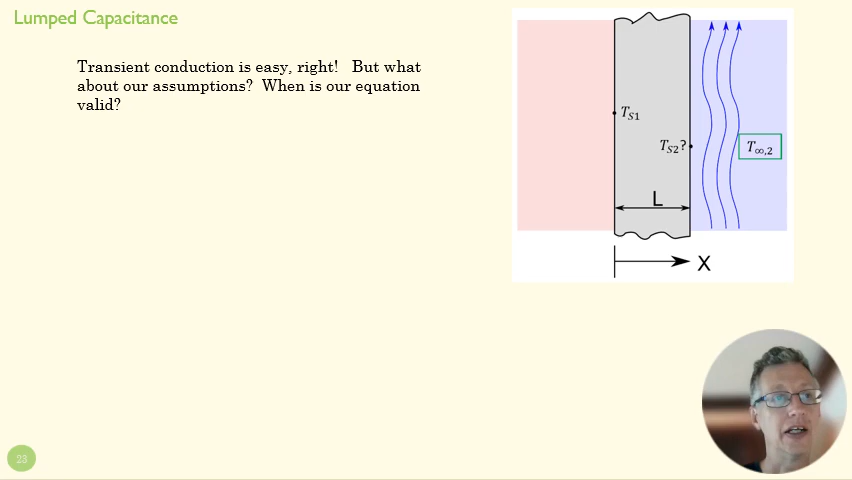 Lumped Capacitance
Transient conduction is easy, right! But what
about our assumptions? When is our equation
valid?
T_{S1}
T_{S2}?
T_{∞,2}
L
X
23